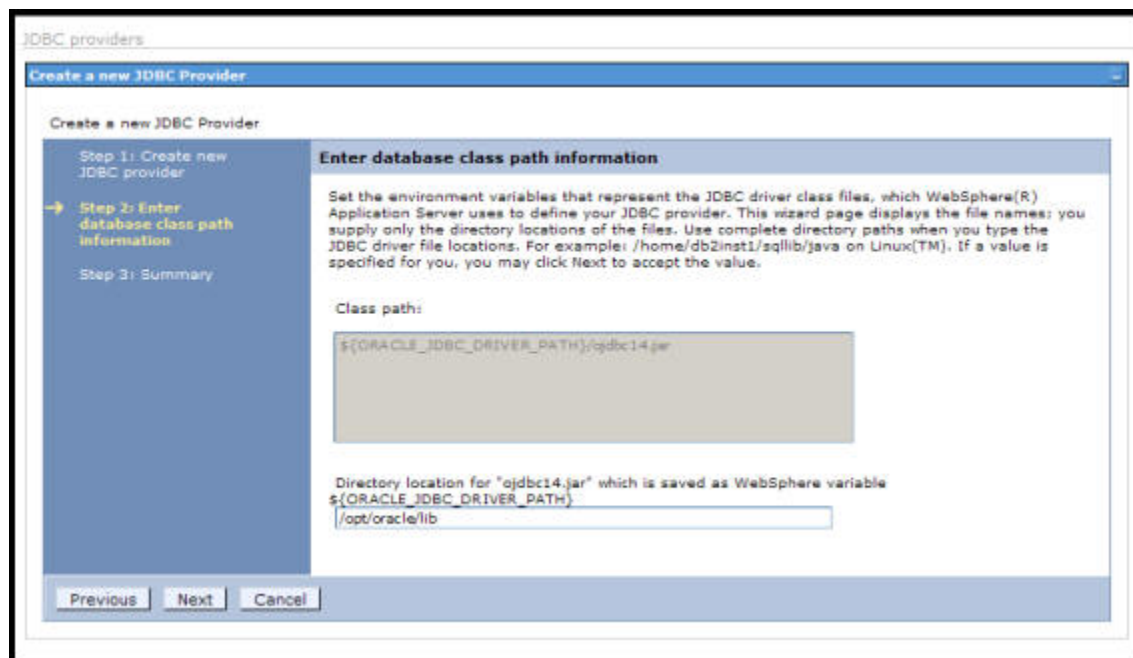 JDBC providers
Create a new JDBC Provider
Create a new JDBC Provider
Step 1: Create new
JDBC provider
Step 2: Enter
database class path
information
Step 3: Summary
Enter database class path information
Set the environment variables that represent the JDBC driver class files, which WebSphere(R)
Application Server uses to define your JDBC provider. This wizard page displays the file names; you
supply only the directory locations of the files. Use complete directory paths when you type the
JDBC driver file locations. For example: /home/db2inst1/sqllib/java on Linux(TM). If a value is
specified for you, you may click Next to accept the value.
Class path:
${ORACLE_JDBC_DRIVER_PATH}/ojdbc14.jar
Directory location for "ojdbc14.jar" which is saved as WebSphere variable
${ORACLE_JDBC_DRIVER_PATH}
/opt/oracle/lib
Previous Next Cancel